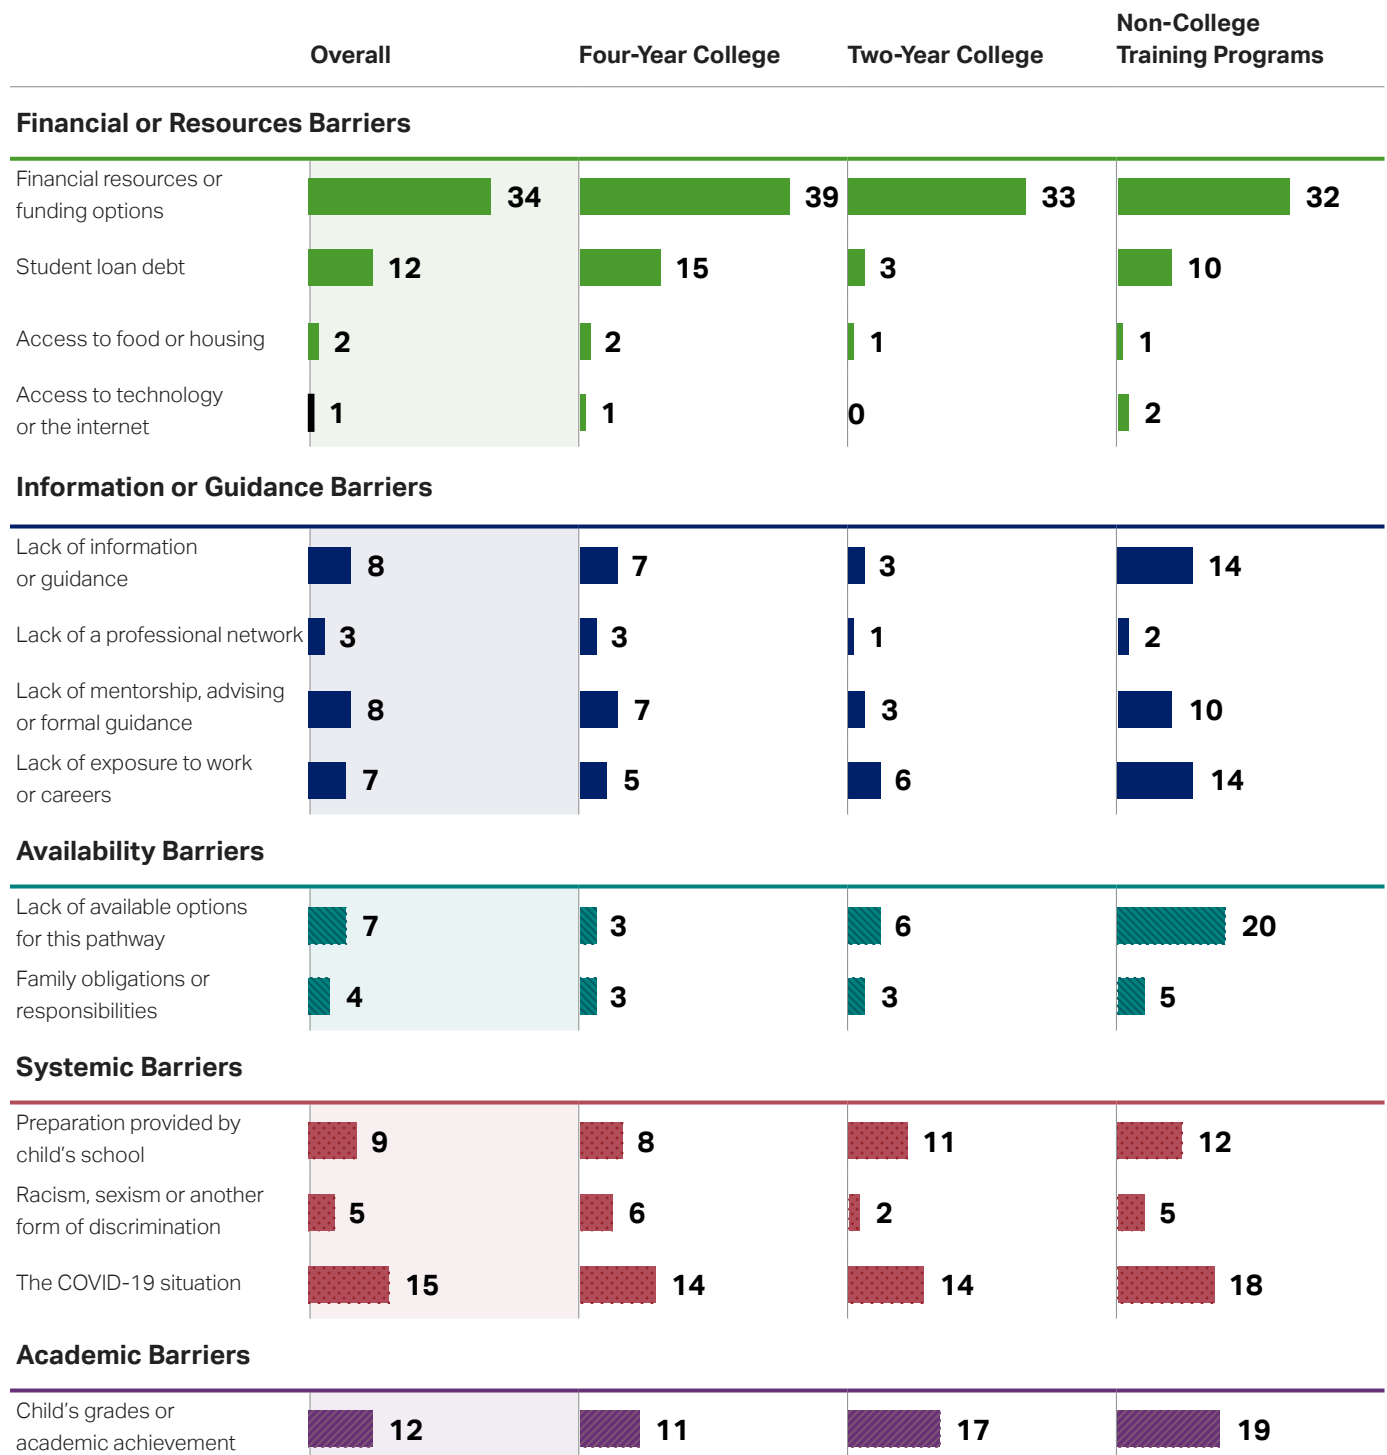 Non-College
Overall Four-Year College Two-Year College Training Programs
Financial or Resources Barriers
Financial resources or
funding options
34 39 33 32
Student loan debt 12 15 3 10
Access to food or housing 2 2 1 1
Access to technology
or the internet
1 1 0 2
Information or Guidance Barriers
Lack of information
or guidance
8 7 3 14
Lack of a professional network 3 3 1 2
Lack of mentorship, advising
or formal guidance
8 7 3 10
Lack of exposure to work
or careers
7 5 6 14
Availability Barriers
Lack of available options
for this pathway
7 3 6 20
Family obligations or
responsibilities
4 3 3 5
Systemic Barriers
Preparation provided by
child’s school
9 8 11 12
Racism, sexism or another
form of discrimination
5 6 2 5
The COVID-19 situation 15 14 14 18
Academic Barriers
Child’s grades or
academic achievement
12 11 17 19